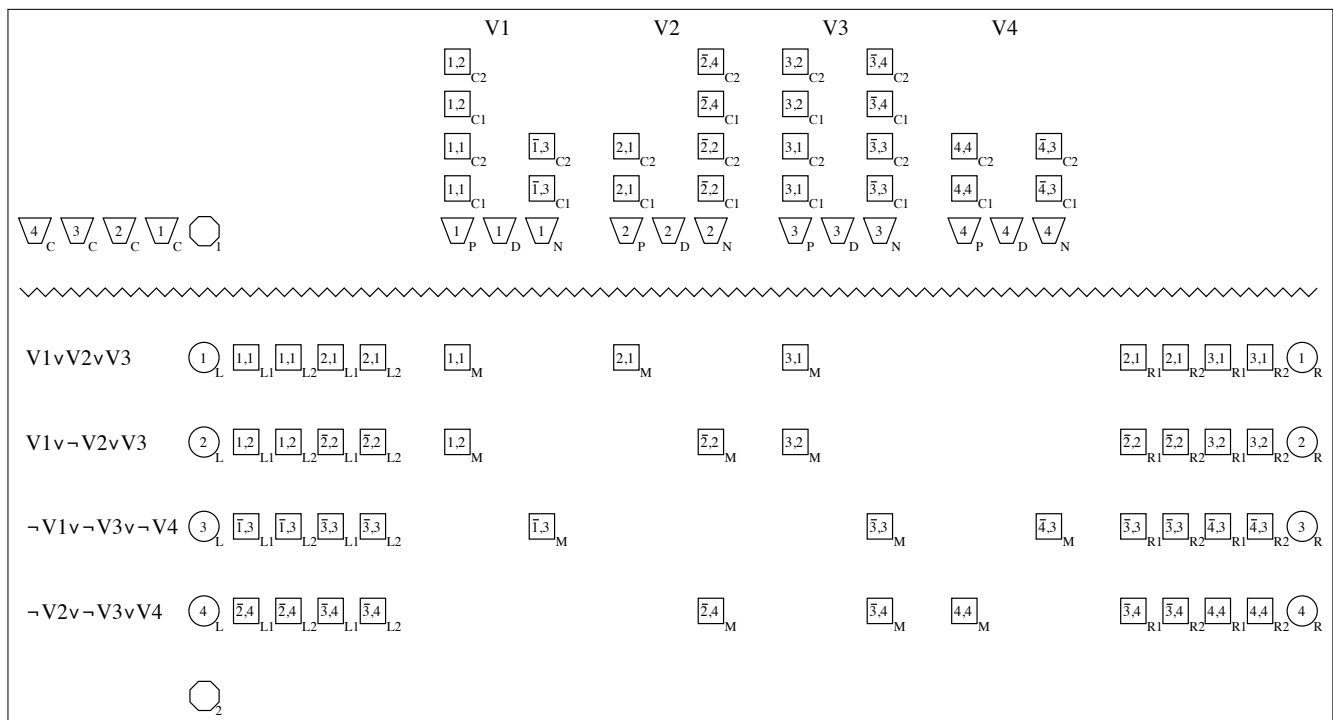 V1 V2 V3 V4
1,2 C2 2̅,4 C2 3,2 C2 3̅,4 C2
1,2 C1 2̅,4 C1 3,2 C1 3̅,4 C1
1,1 C2 1̅,3 C2 2,1 C2 2̅,2 C2 3,1 C2 3̅,3 C2 4,4 C2 4̅,3 C2
1,1 C1 1̅,3 C1 2,1 C1 2̅,2 C1 3,1 C1 3̅,3 C1 4,4 C1 4̅,3 C1
4 C 3 C 2 C 1 C 1 1 P 1 D 1 N 2 P 2 D 2 N 3 P 3 D 3 N 4 P 4 D 4 N
V1∨V2∨V3 1 L 1,1 L1 1,1 L2 2,1 L1 2,1 L2 1,1 M 2,1 M 3,1 M 2,1 R1 2,1 R2 3,1 R1 3,1 R2 1 R
V1∨¬V2∨V3 2 L 1,2 L1 1,2 L2 2̅,2 L1 2̅,2 L2 1,2 M 2̅,2 M 3,2 M 2̅,2 R1 2̅,2 R2 3,2 R1 3,2 R2 2 R
¬V1∨¬V3∨¬V4 3 L 1̅,3 L1 1̅,3 L2 3̅,3 L1 3̅,3 L2 1̅,3 M 3̅,3 M 4̅,3 M 3̅,3 R1 3̅,3 R2 4̅,3 R1 4̅,3 R2 3 R
¬V2∨¬V3∨V4 4 L 2̅,4 L1 2̅,4 L2 3̅,4 L1 3̅,4 L2 2̅,4 M 3̅,4 M 4,4 M 3̅,4 R1 3̅,4 R2 4,4 R1 4,4 R2 4 R
2